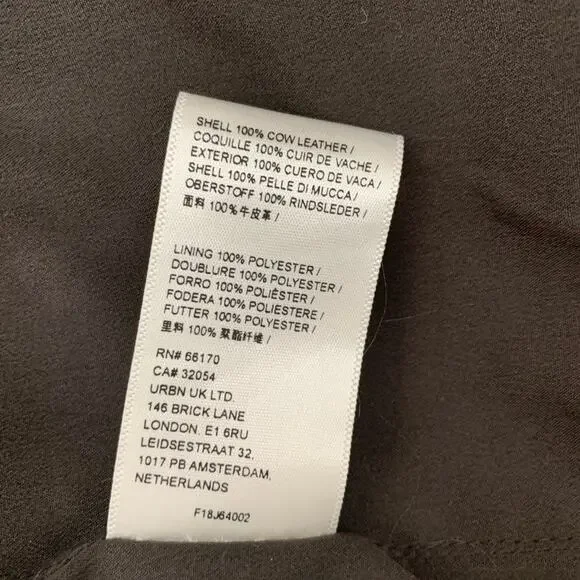 SHELL 100% COW LEATHER /
COQUILLE 100% CUIR DE VACHE /
EXTERIOR 100% CUERO DE VACA /
SHELL 100% PELLE DI MUCCA /
OBERSTOFF 100% RINDSLEDER /
面料 100% 牛皮革 /
LINING 100% POLYESTER /
DOUBLURE 100% POLYESTER /
FORRO 100% POLIÉSTER /
FODERA 100% POLIESTERE /
FUTTER 100% POLYESTER /
里料 100% 聚酯纤维 /
RN# 66170
CA# 32054
URBN UK LTD.
146 BRICK LANE
LONDON, E1 6RU
LEIDSESTRAAT 32,
1017 PB AMSTERDAM,
NETHERLANDS
F18J64002